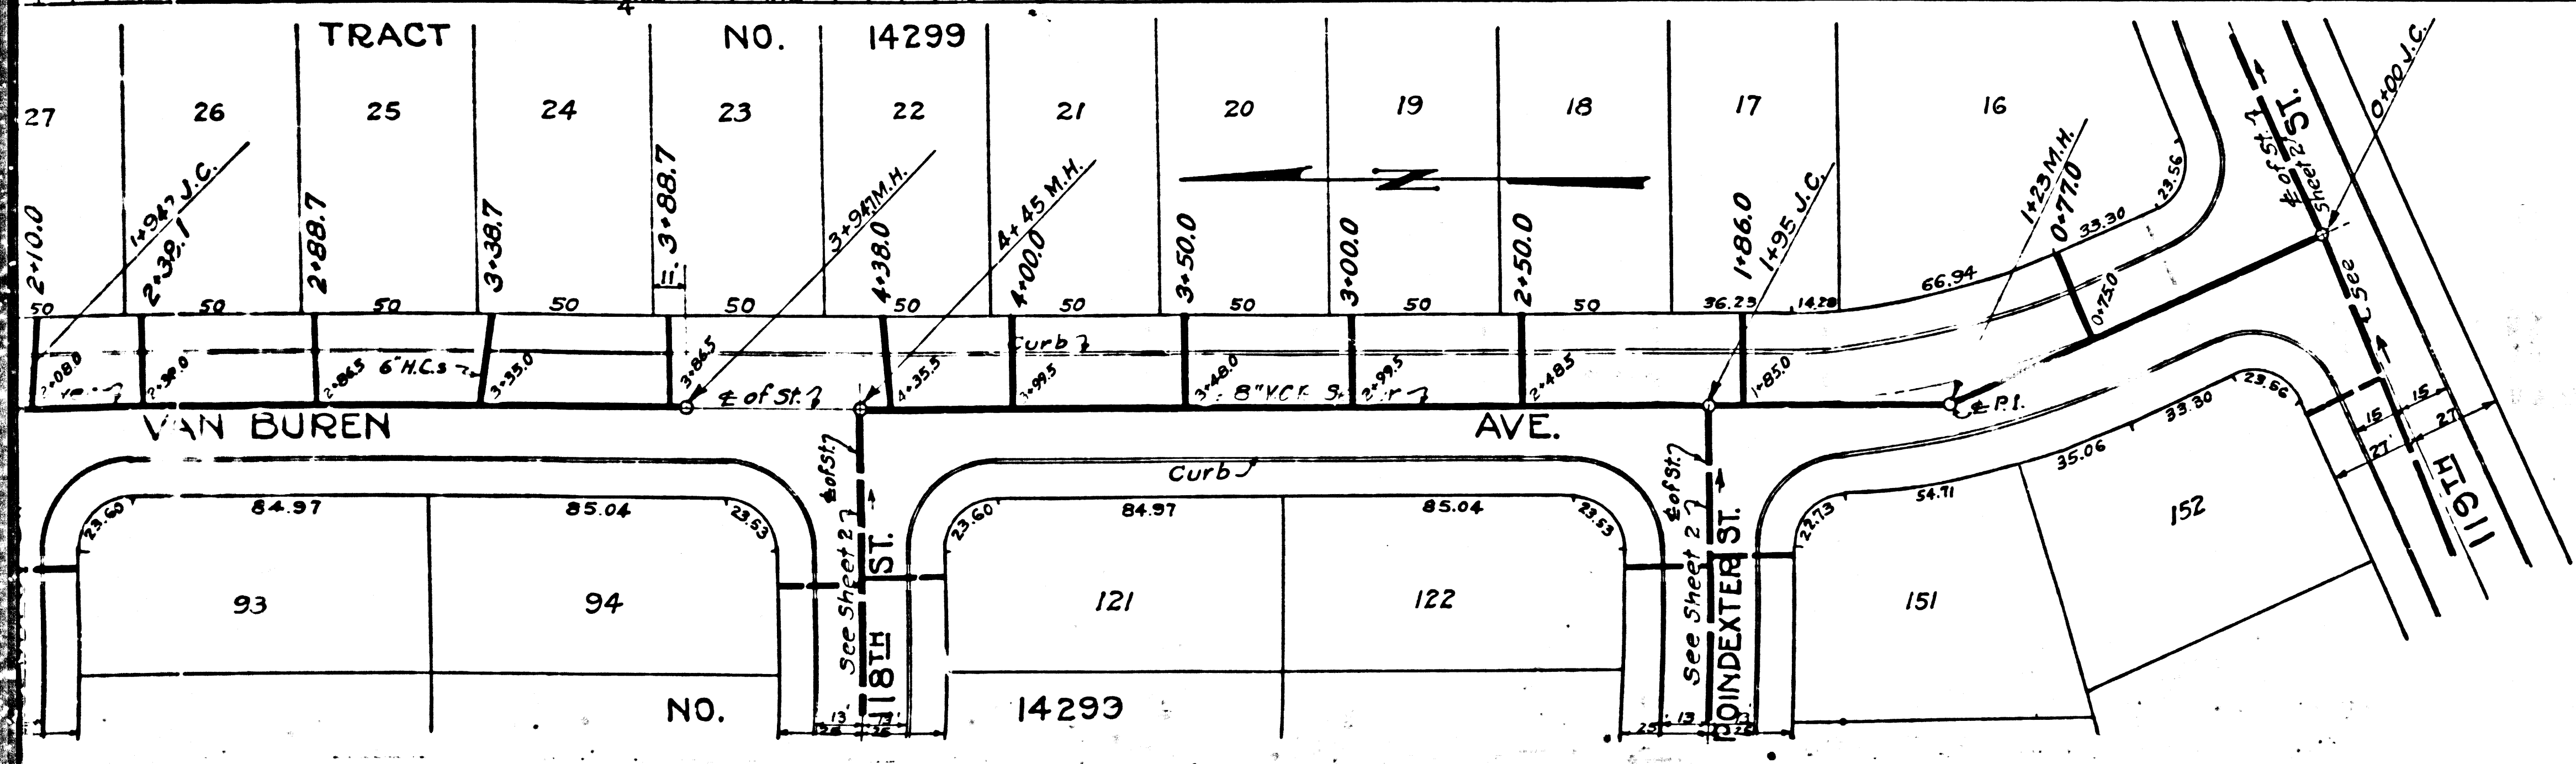 4
TRACT NO. 14299
27 26 25 24 23 22 21 20 19 18 17 16
2+10.0
1+94.7 J.C.
2+38.1
2+88.7
3+38.7
11. 3+88.7
3+94.7 M.H.
4+38.0
4+45 M.H.
4+00.0
3+50.0
N
3+00.0
2+50.0
1+86.0
1+95 J.C.
1+23 M.H.
0+77.0
33.30
23.56
℄ of St.
Sheet 2
ST.
0+00 J.C.
50 50 50 50 50 50 50 50 50 50 36.23 14.28 66.94
2+08.0
2+86.5
6" H.C.s
3+35.0
3+86.5
℄ of St.
4+35.5
3+99.5
Curb
3+48.0
8" V.C.P.
2+99.5
2+48.5
1+85.0
0+75.0
℄ See
℄ P.I.
VAN BUREN AVE.
Curb
℄ of St.
See Sheet 2
118TH ST.
℄ of St.
See Sheet 2
POINDEXTER ST.
23.60 84.97 85.04 23.53
23.60 84.97 85.04 23.53
22.73 54.71 35.06 33.30 23.56
15 15
27' 27
119TH
93 94 121 122 151 152
NO. 14299
13' 13'
25 25
13 13
25 25